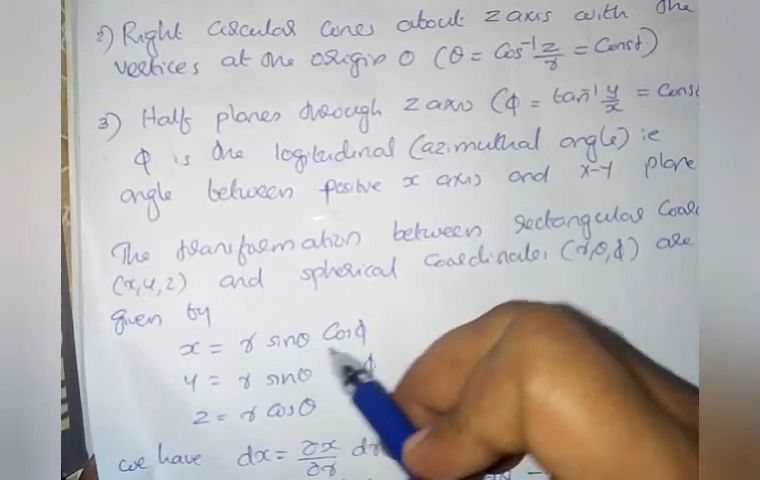 2) Right circular cones about z axis with the
vertices at the origin O (θ = Cos⁻¹ z/r = Const)
3) Half planes through z axis (φ = tan⁻¹ y/x = Const
φ is the logitudinal (azimuthal angle) ie
angle between positive x axis and x-y plane
The transformation between rectangular Coor
(x,y,z) and spherical coordinates (r,θ,φ) are
given by
x = r sinθ Cosφ
y = r sinθ φ
z = r cosθ
we have dx = ∂x/∂r dr